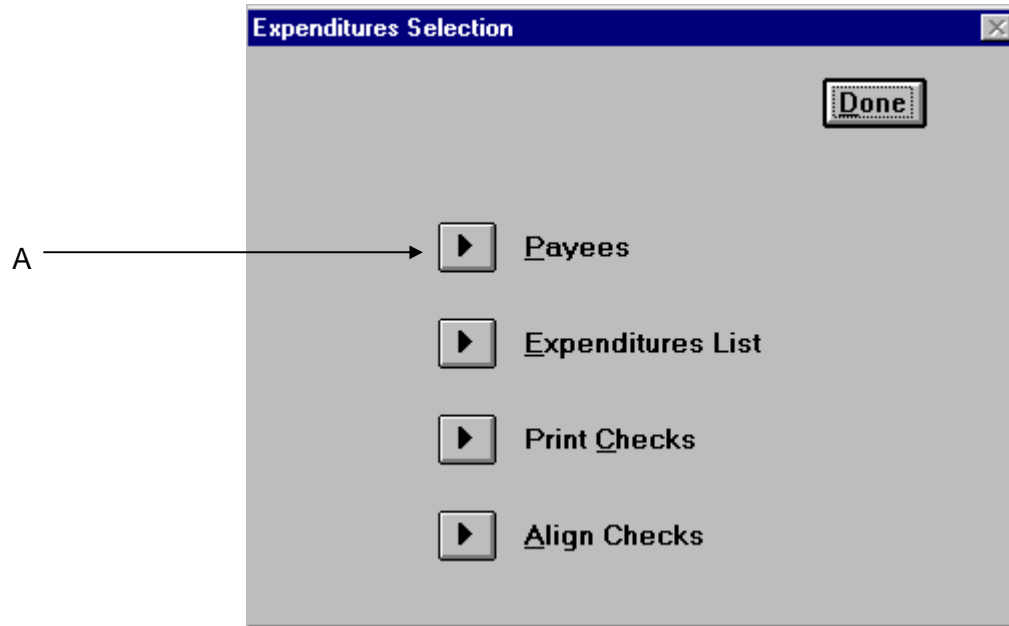 Expenditures Selection
Done
A
Payees
Expenditures List
Print Checks
Align Checks